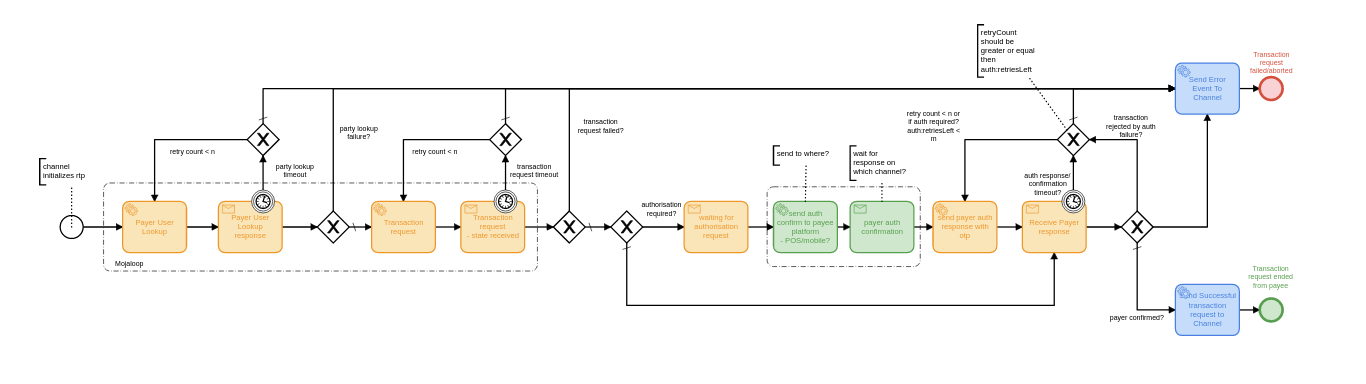 retryCount
should be
greater or equal
then
auth:retriesLeft
Send Error
Event To
Channel
Transaction
request
failed/aborted
channel
initializes rtp
retry count < n
party lookup
timeout
party lookup
failure?
retry count < n
transaction
request timeout
transaction
request failed?
authorisation
required?
send to where?
wait for
response on
which channel?
retry count < n or
if auth required?
auth:retriesLeft <
m
auth response/
confirmation
timeout?
transaction
rejected by auth
failure?
Payer User
Lookup
Payer User
Lookup
response
Transaction
request
Transaction
request
- state received
waiting for
authorisation
request
send auth
confirm to payee
platform
- POS/mobile?
payer auth
confirmation
send payer auth
response with
otp
Receive Payer
response
Mojaloop
payer confirmed?
Send Successful
transaction
request to
Channel
Transaction
request ended
from payee